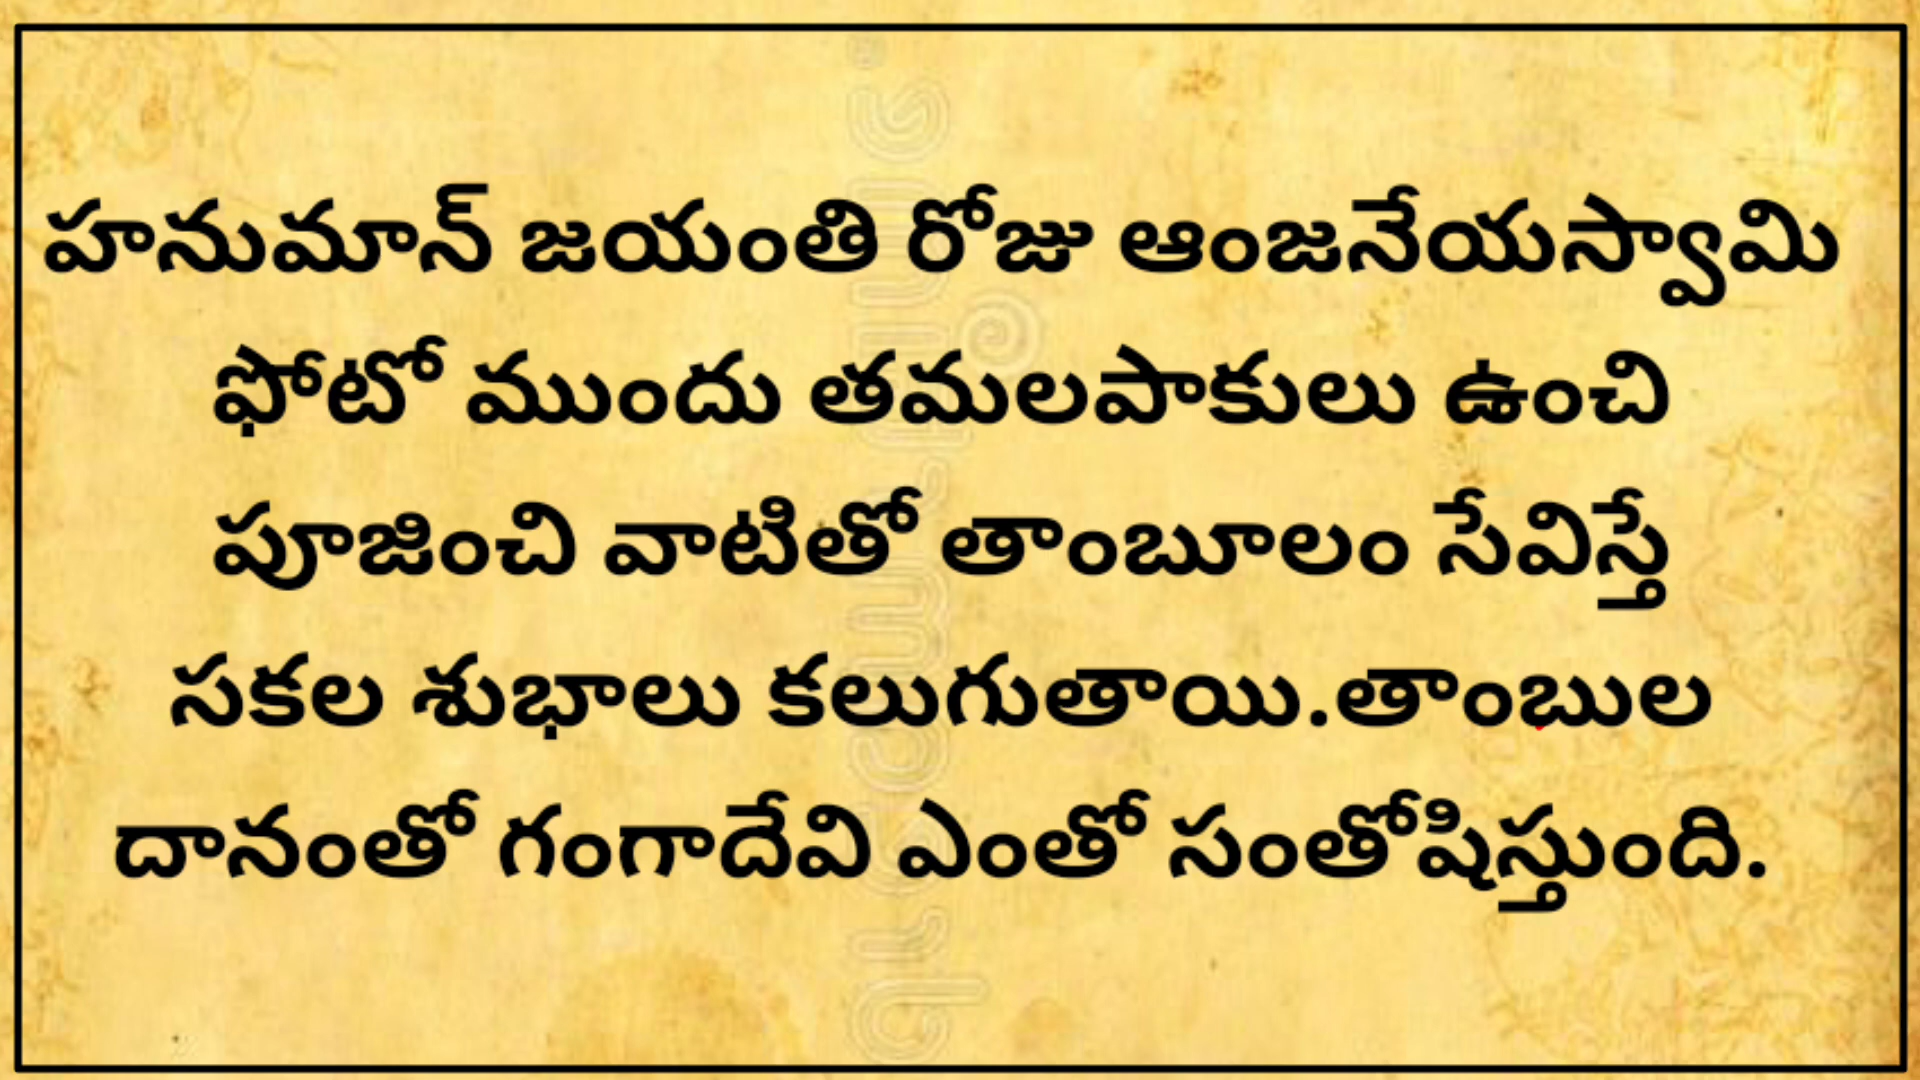 హనుమాన్ జయంతి రోజు ఆంజనేయస్వామి
ఫోటో ముందు తమలపాకులు ఉంచి
పూజించి వాటితో తాంబూలం సేవిస్తే
సకల శుభాలు కలుగుతాయి.తాంబుల
దానంతో గంగాదేవి ఎంతో సంతోషిస్తుంది.